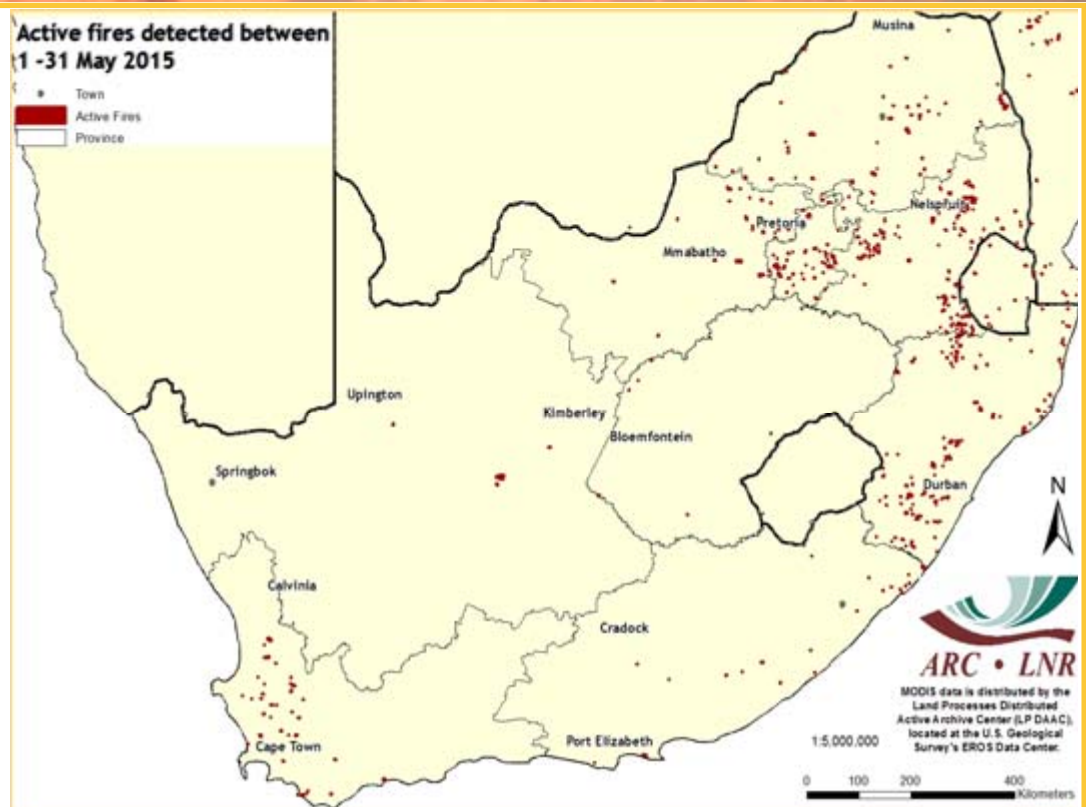 Active fires detected between
1 -31 May 2015
Town
Active Fires
Province
Musina
Nelspruit
Pretoria
Mmabatho
Upington
Kimberley
Bloemfontein
Springbok
Durban
N
Calvinia
Cradock
ARC • LNR
MODIS data is distributed by the
Land Processes Distributed
Active Archive Center (LP DAAC),
located at the U.S. Geological
Survey's EROS Data Center.
Port Elizabeth
1:5,000,000
Cape Town
0 100 200 400
Kilometers